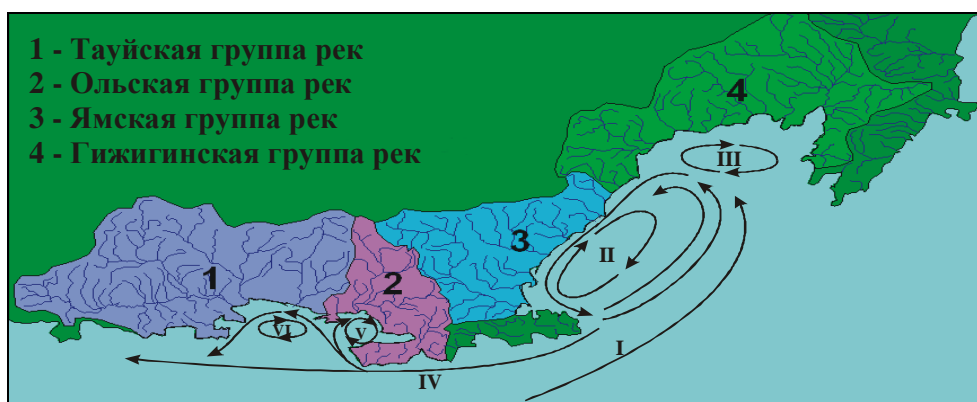 1 - Тауйская группа рек
2 - Ольская группа рек
3 - Ямская группа рек
4 - Гижигинская группа рек
4
III
3
II
1
2
VI
V
I
IV